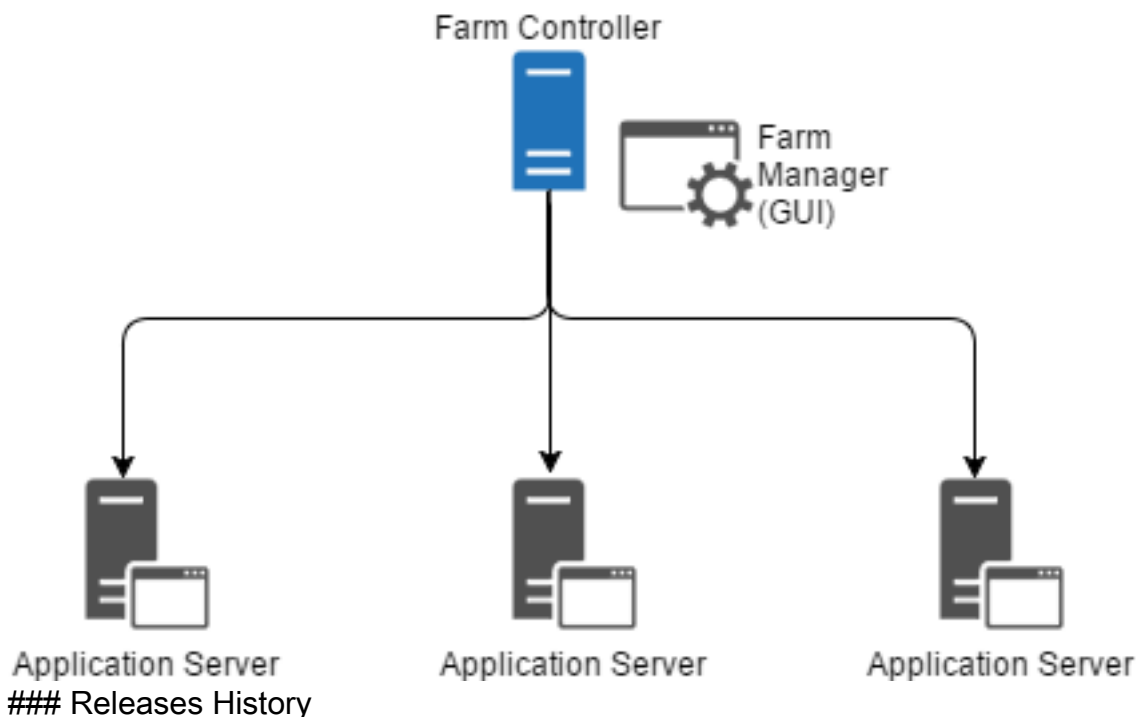 Farm Controller
Farm
Manager
(GUI)
Application Server
Application Server
Application Server
### Releases History